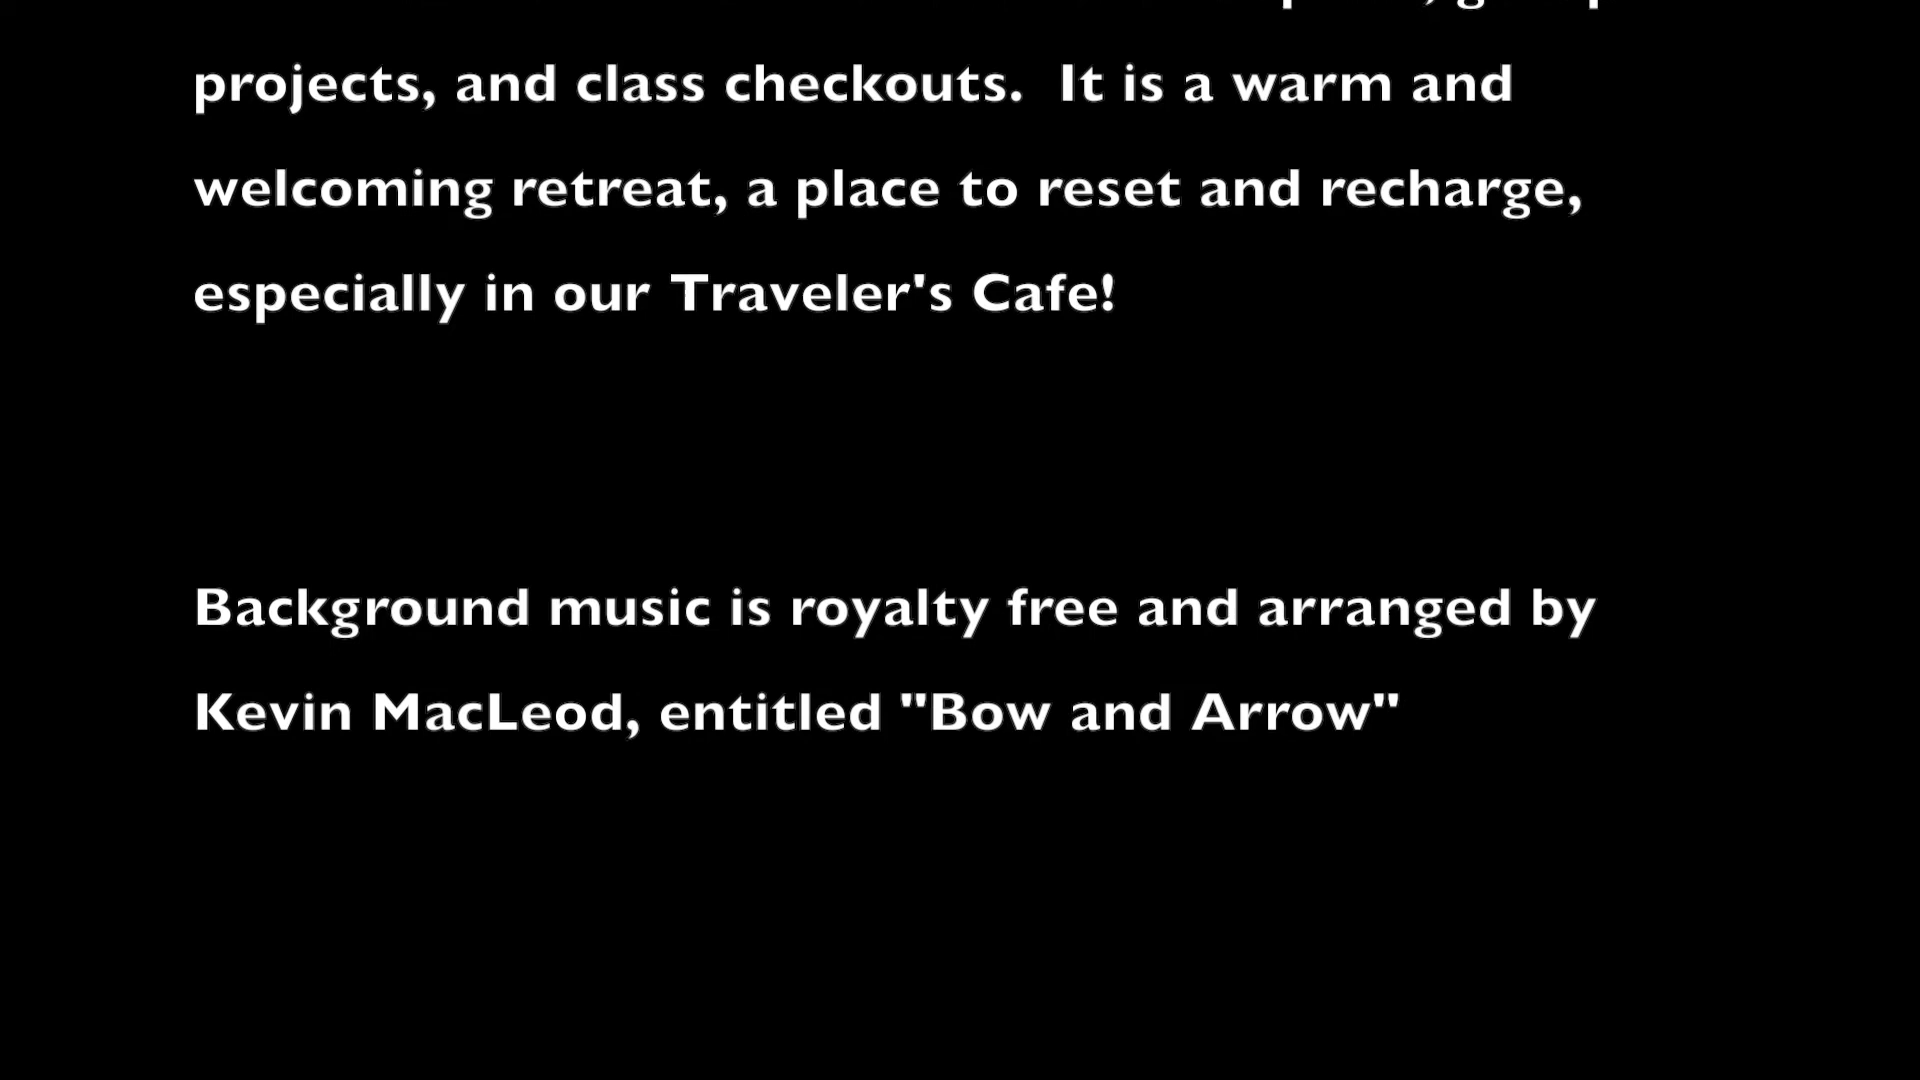 projects, and class checkouts.  It is a warm and
welcoming retreat, a place to reset and recharge,
especially in our Traveler's Cafe!
Background music is royalty free and arranged by
Kevin MacLeod, entitled "Bow and Arrow"